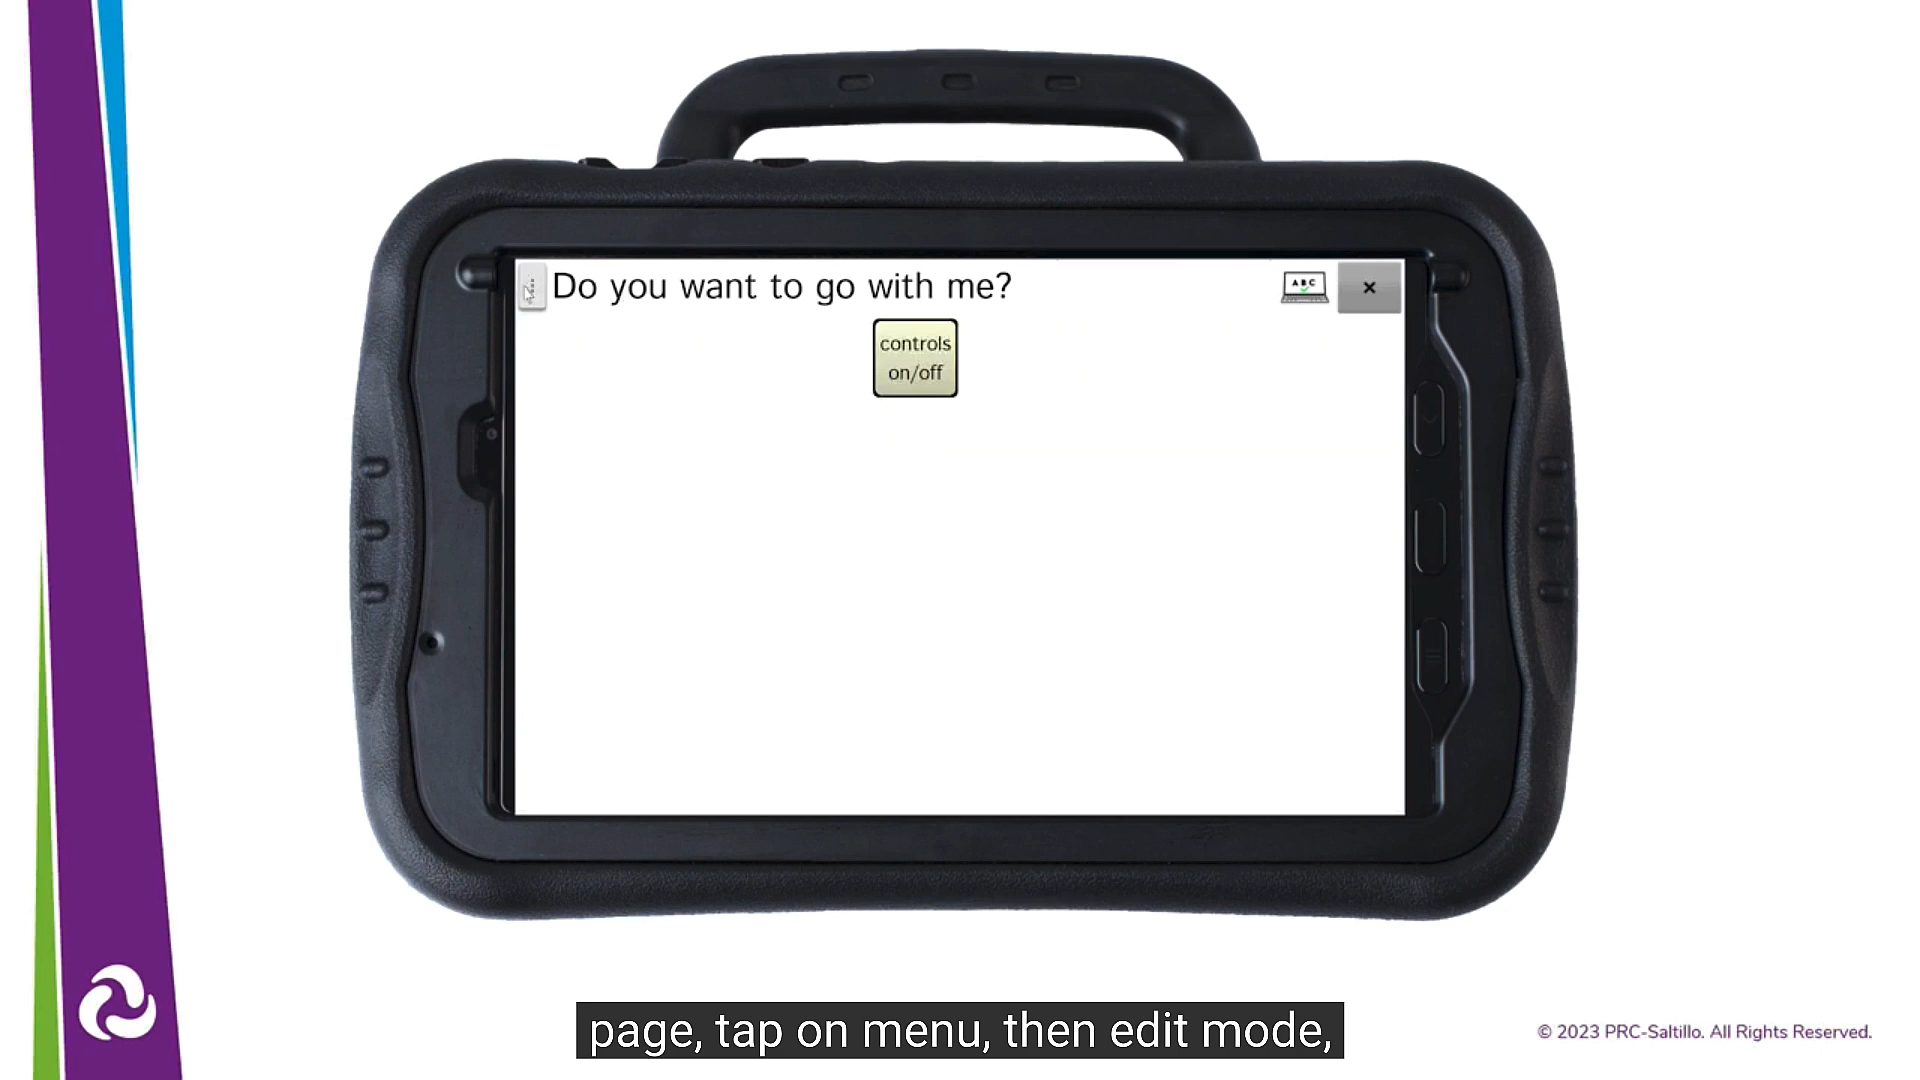 Do you want to go with me?
ABC
×
controls
on/off
page, tap on menu, then edit mode,
© 2023 PRC-Saltillo. All Rights Reserved.